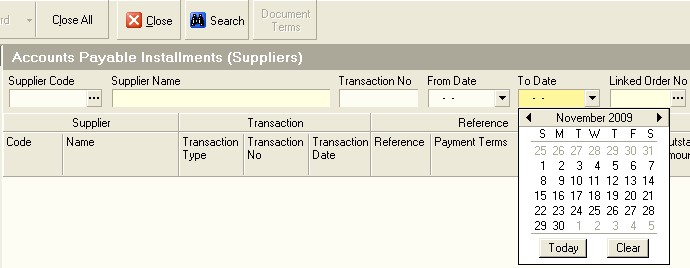 rd Close All Close Search Document
Terms
Accounts Payable Installments (Suppliers)
Supplier Code Supplier Name Transaction No From Date To Date Linked Order No
... - - - - ...
Supplier Transaction Reference
November 2009
Code Name Transaction Type Transaction No Transaction Date Reference Payment Terms
S M T W T F S
25 26 27 28 29 30 31
1 2 3 4 5 6 7
8 9 10 11 12 13 14
15 16 17 18 19 20 21
22 23 24 25 26 27 28
29 30 1 2 3 4 5
Today Clear